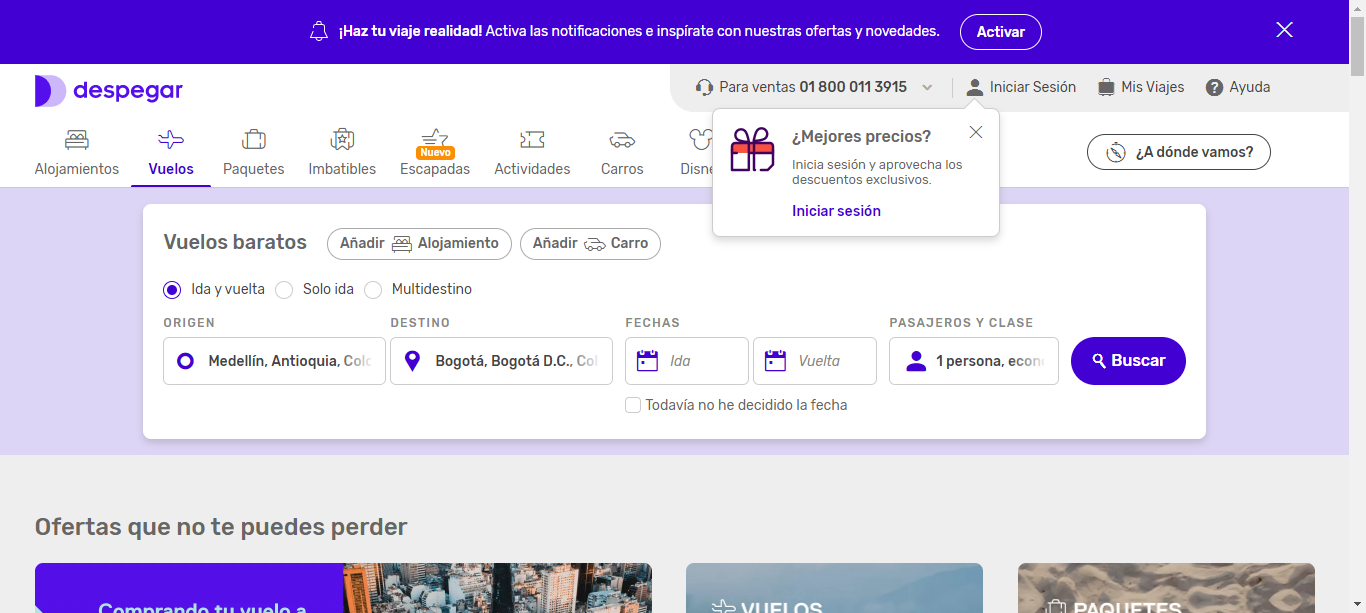 ¡Haz tu viaje realidad! Activa las notificaciones e inspírate con nuestras ofertas y novedades.
Activar
despegar
Para ventas 01 800 011 3915
Iniciar Sesión
Mis Viajes
Ayuda
Alojamientos
Vuelos
Paquetes
Imbatibles
Nuevo
Escapadas
Actividades
Carros
Disne
¿A dónde vamos?
¿Mejores precios?
Inicia sesión y aprovecha los
descuentos exclusivos.
Iniciar sesión
Vuelos baratos
Añadir Alojamiento
Añadir Carro
Ida y vuelta
Solo ida
Multidestino
ORIGEN
DESTINO
FECHAS
PASAJEROS Y CLASE
Medellín, Antioquia, Colo
Bogotá, Bogotá D.C., Col
Ida
Vuelta
1 persona, econ
Buscar
Todavía no he decidido la fecha
Ofertas que no te puedes perder
Comprando tu vuelo a
VUELOS
PAQUETES